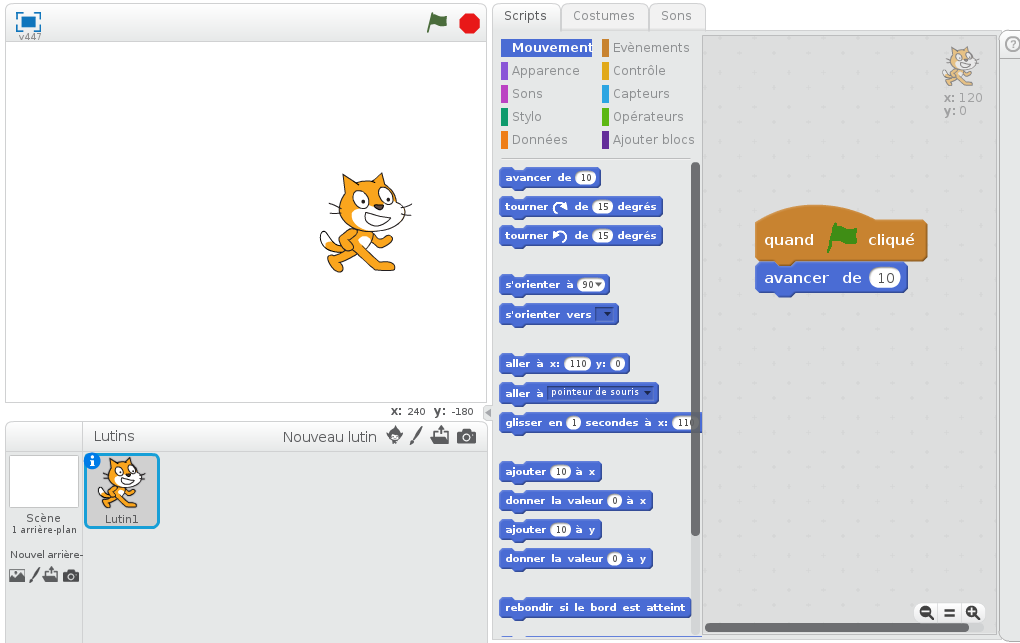 v447
Scripts
Costumes
Sons
Mouvement
Evènements
Apparence
Contrôle
Sons
Capteurs
Stylo
Opérateurs
Données
Ajouter blocs
avancer de 10
tourner de 15 degrés
tourner de 15 degrés
s'orienter à 90
s'orienter vers
aller à x: 110 y: 0
aller à pointeur de souris
glisser en 1 secondes à x: 110
ajouter 10 à x
donner la valeur 0 à x
ajouter 10 à y
donner la valeur 0 à y
rebondir si le bord est atteint
x: 120
y: 0
quand cliqué
avancer de 10
?
x: 240 y: -180
Lutins
Nouveau lutin
i
Lutin1
Scène
1 arrière-plan
Nouvel arrière-